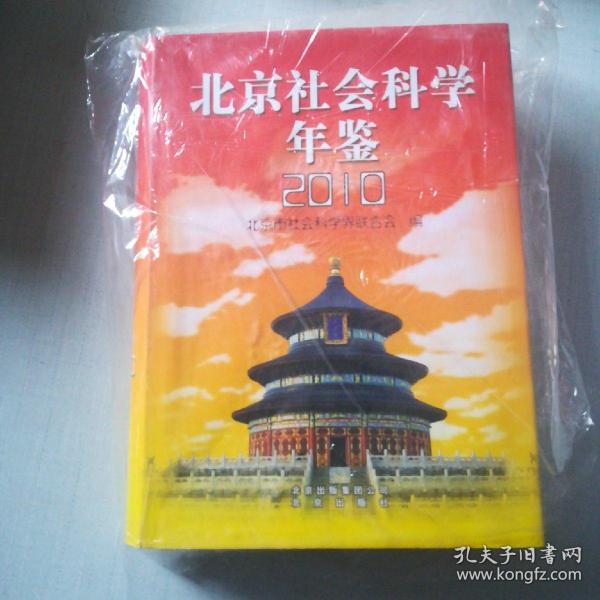 北京社会科学
年鉴
2010
北京市社会科学界联合会 编
北京出版集团公司
北京出版社
孔夫子旧书网
www.kongfz.com